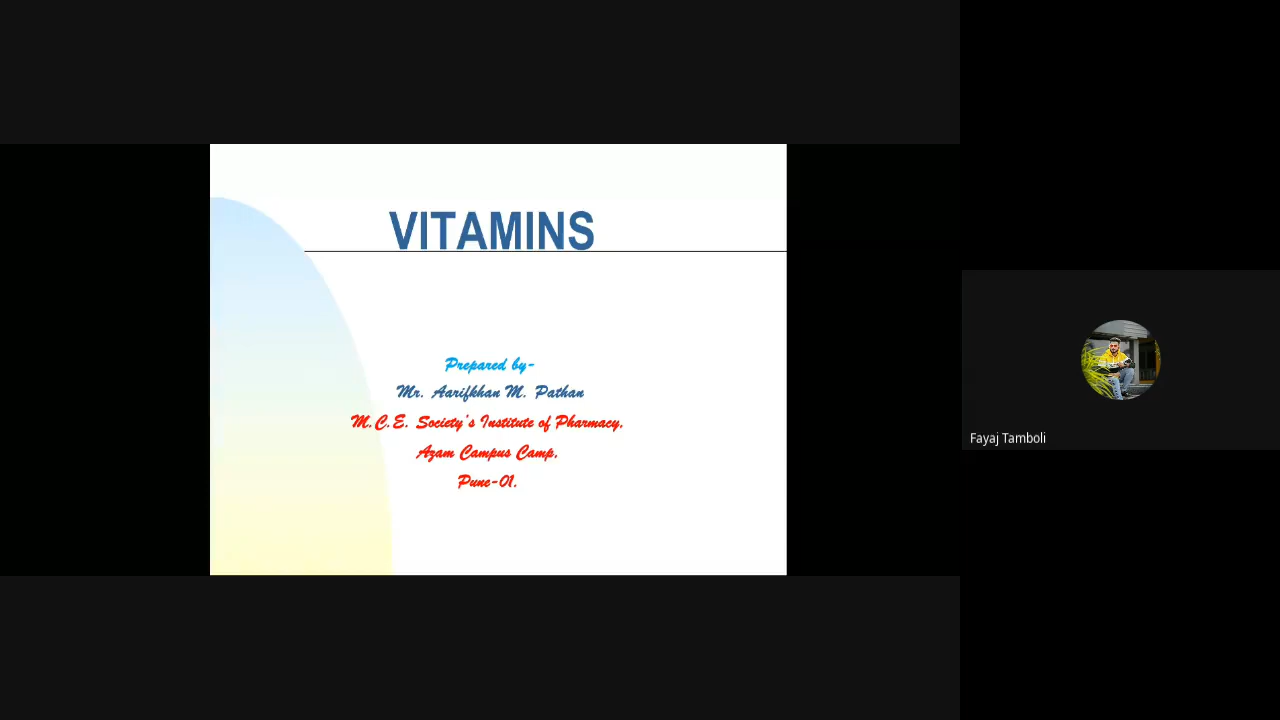 VITAMINS
Prepared by-
Mr. Aarifkhan M. Pathan
M.C.E. Society's Institute of Pharmacy,
Azam Campus Camp,
Pune-01.
Fayaj Tamboli